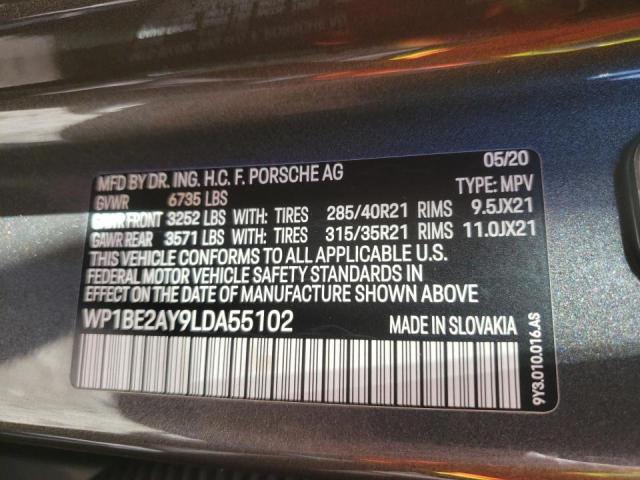 MFD BY DR. ING. H.C. F. PORSCHE AG 05/20
GVWR 6735 LBS TYPE: MPV
GAWR FRONT 3252 LBS WITH: TIRES 285/40R21 RIMS 9.5JX21
GAWR REAR 3571 LBS WITH: TIRES 315/35R21 RIMS 11.0JX21
THIS VEHICLE CONFORMS TO ALL APPLICABLE U.S.
FEDERAL MOTOR VEHICLE SAFETY STANDARDS IN
EFFECT ON THE DATE OF MANUFACTURE SHOWN ABOVE.
WP1BE2AY9LDA55102 MADE IN SLOVAKIA
9Y3.010.016.AS